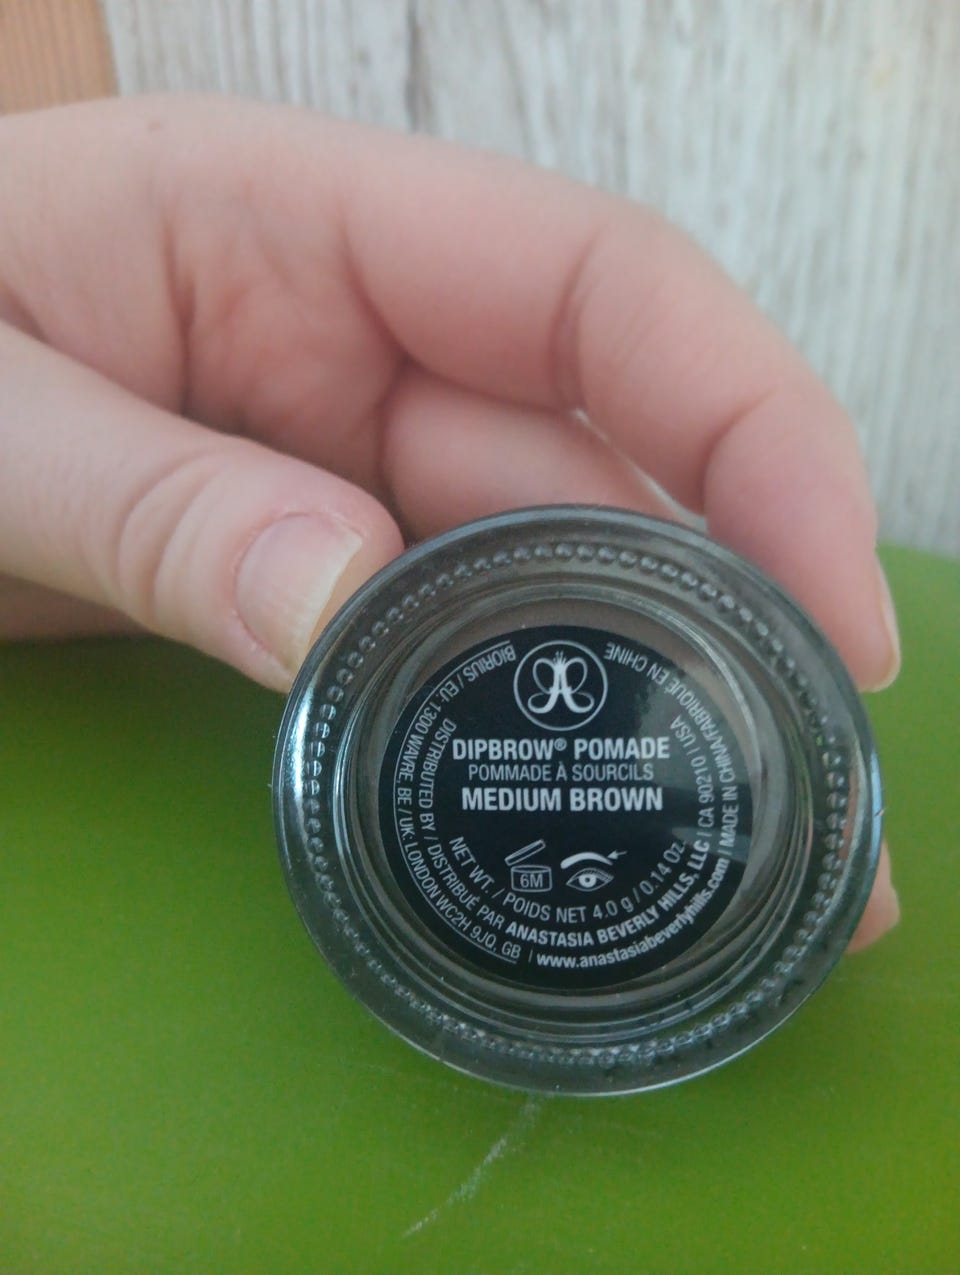 DIPBROW® POMADE
POMMADE À SOURCILS
MEDIUM BROWN
6M
NET WT. / POIDS NET 4.0 g / 0.14 Oz.
DISTRIBUTED BY / DISTRIBUÉ PAR ANASTASIA BEVERLY HILLS, LLC | CA 90210 | USA
BIORIUS / EU: 1300 WAVRE BE / UK: LONDON WC2H 9JQ, GB | www.anastasiabeverlyhills.com | MADE IN CHINA/FABRIQUÉ EN CHINE